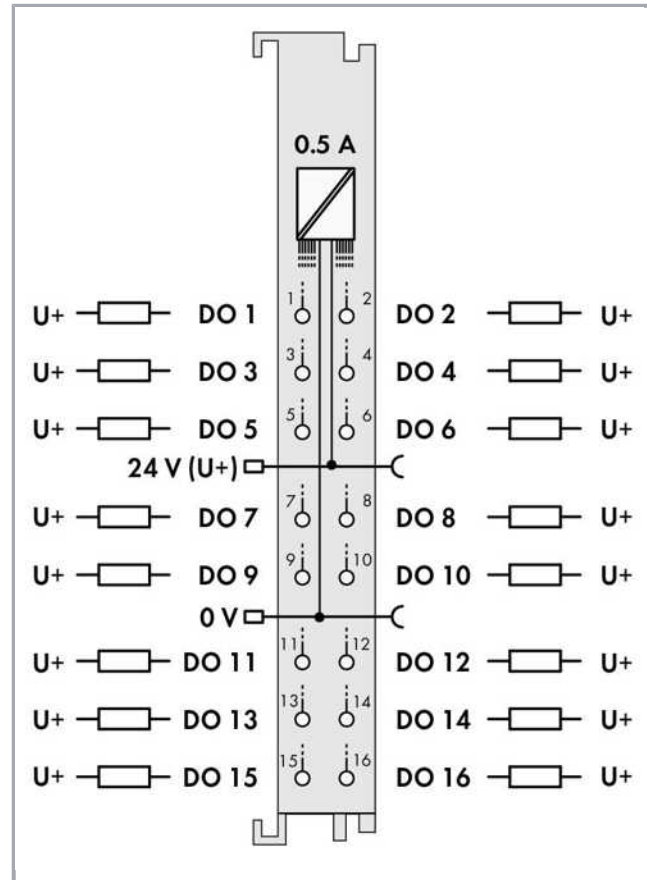 0.5 A
1 2
U+ DO 1 DO 2 U+
3 4
U+ DO 3 DO 4 U+
5 6
U+ DO 5 DO 6 U+
24 V (U+)
7 8
U+ DO 7 DO 8 U+
9 10
U+ DO 9 DO 10 U+
0 V
11 12
U+ DO 11 DO 12 U+
13 14
U+ DO 13 DO 14 U+
15 16
U+ DO 15 DO 16 U+